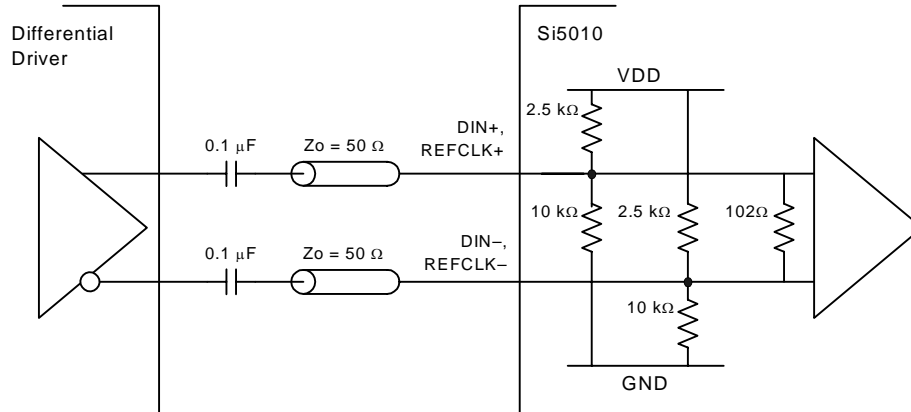 Differential
Driver
Si5010
VDD
2.5 kΩ
0.1 μF
Zo = 50 Ω
DIN+,
REFCLK+
10 kΩ
2.5 kΩ
102Ω
0.1 μF
Zo = 50 Ω
DIN–,
REFCLK–
10 kΩ
GND